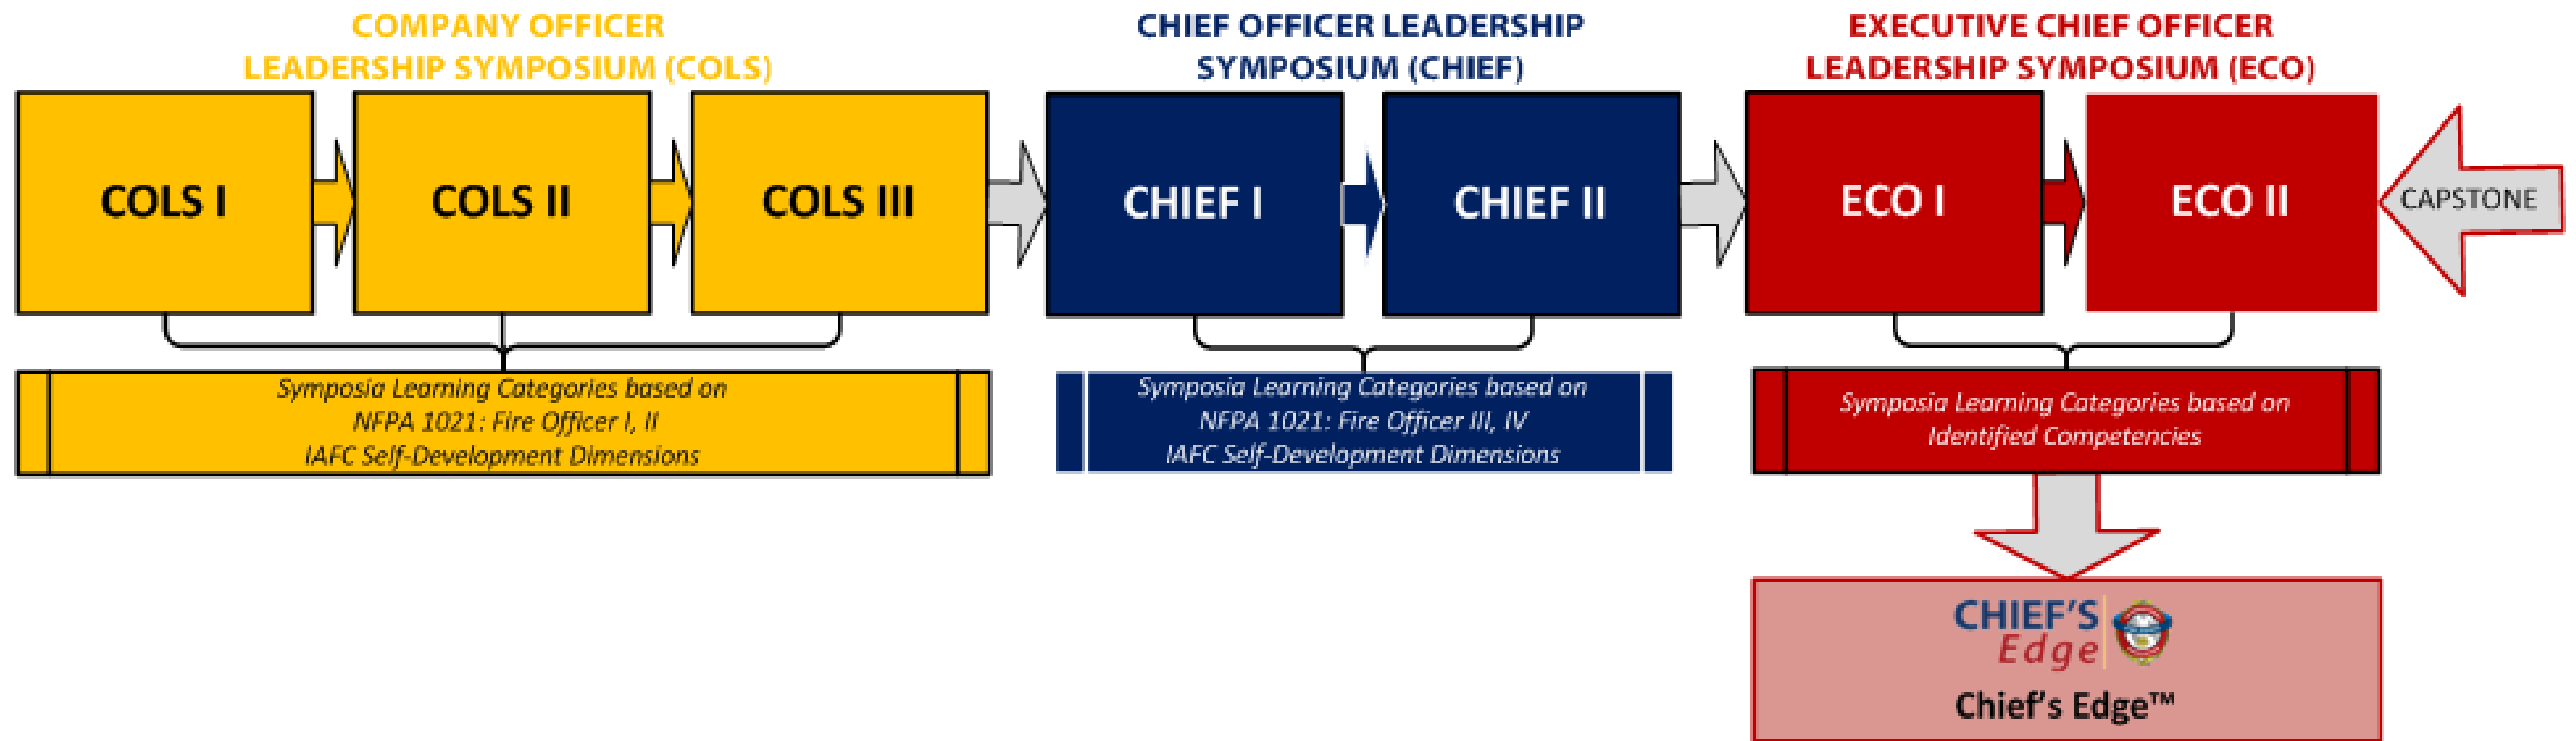 COMPANY OFFICER
LEADERSHIP SYMPOSIUM (COLS)
CHIEF OFFICER LEADERSHIP
SYMPOSIUM (CHIEF)
EXECUTIVE CHIEF OFFICER
LEADERSHIP SYMPOSIUM (ECO)
COLS I
COLS II
COLS III
CHIEF I
CHIEF II
ECO I
ECO II
CAPSTONE
Symposia Learning Categories based on
NFPA 1021: Fire Officer I, II
IAFC Self-Development Dimensions
Symposia Learning Categories based on
NFPA 1021: Fire Officer III, IV
IAFC Self-Development Dimensions
Symposia Learning Categories based on
Identified Competencies
CHIEF'S
Edge
Chief's Edge™